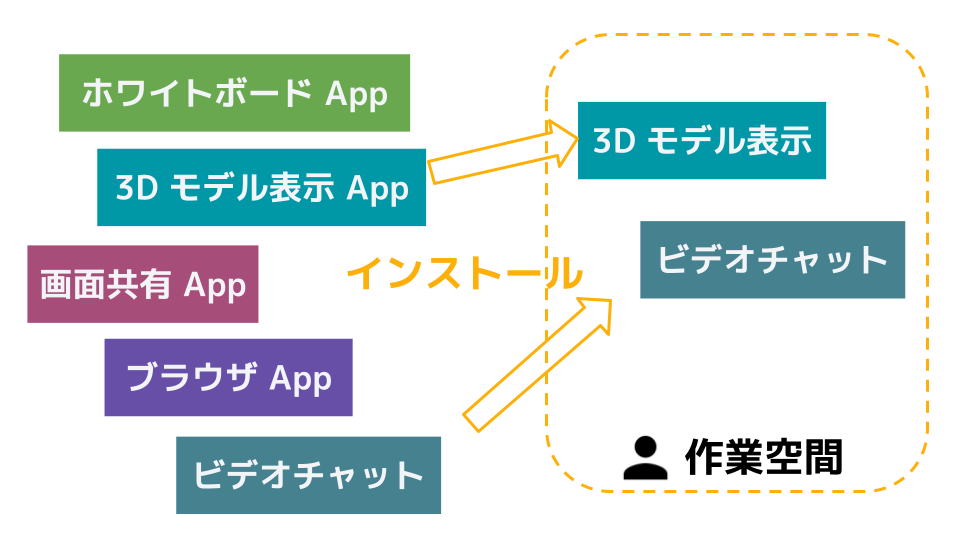 ホワイトボード App
3D モデル表示 App
画面共有 App
ブラウザ App
ビデオチャット
インストール
3D モデル表示
ビデオチャット
作業空間